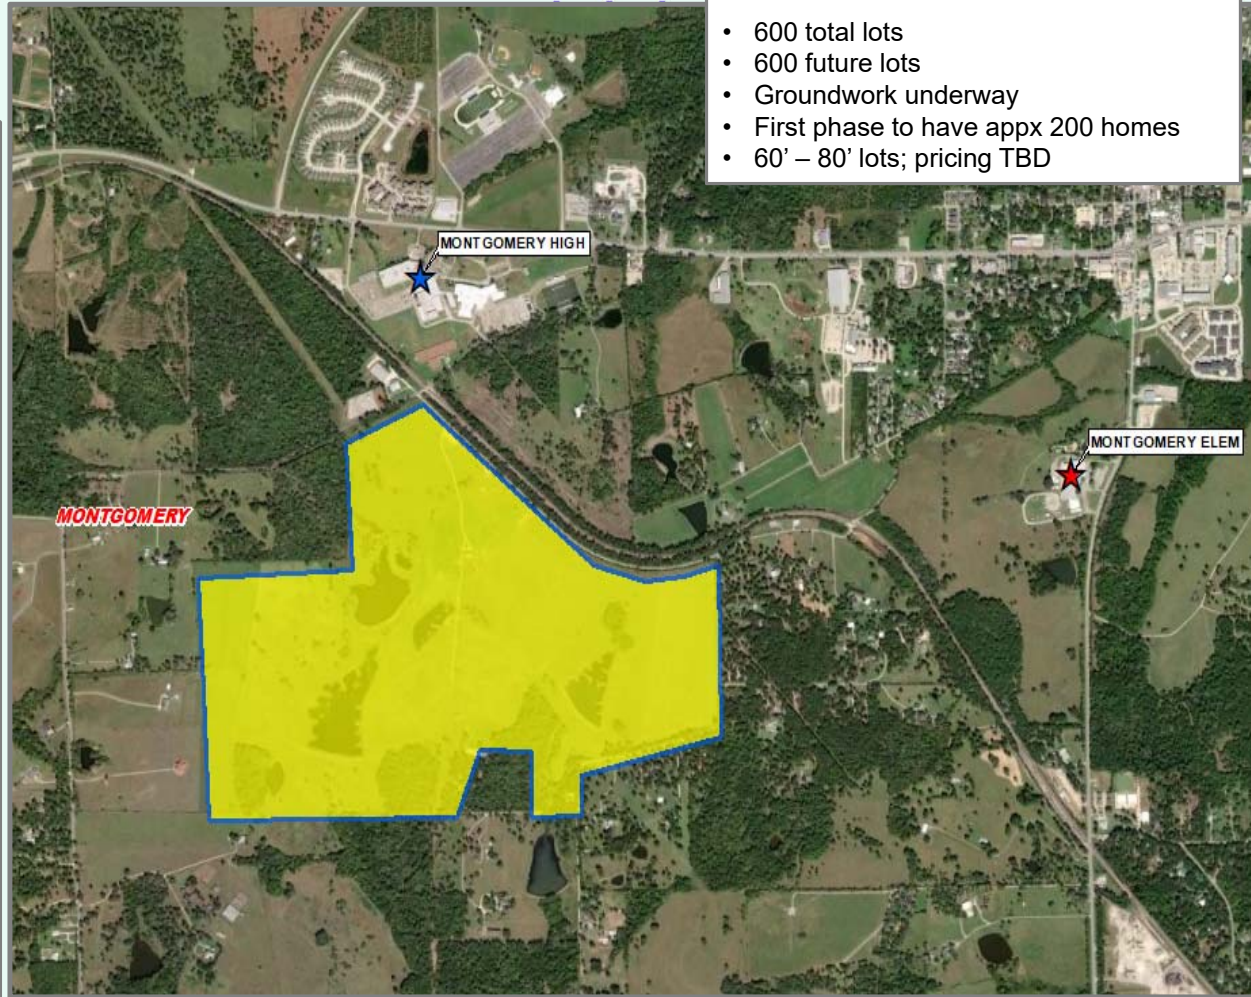 • 600 total lots
• 600 future lots
• Groundwork underway
• First phase to have appx 200 homes
• 60’ – 80’ lots; pricing TBD
MONTGOMERY HIGH
MONTGOMERY ELEM
MONTGOMERY